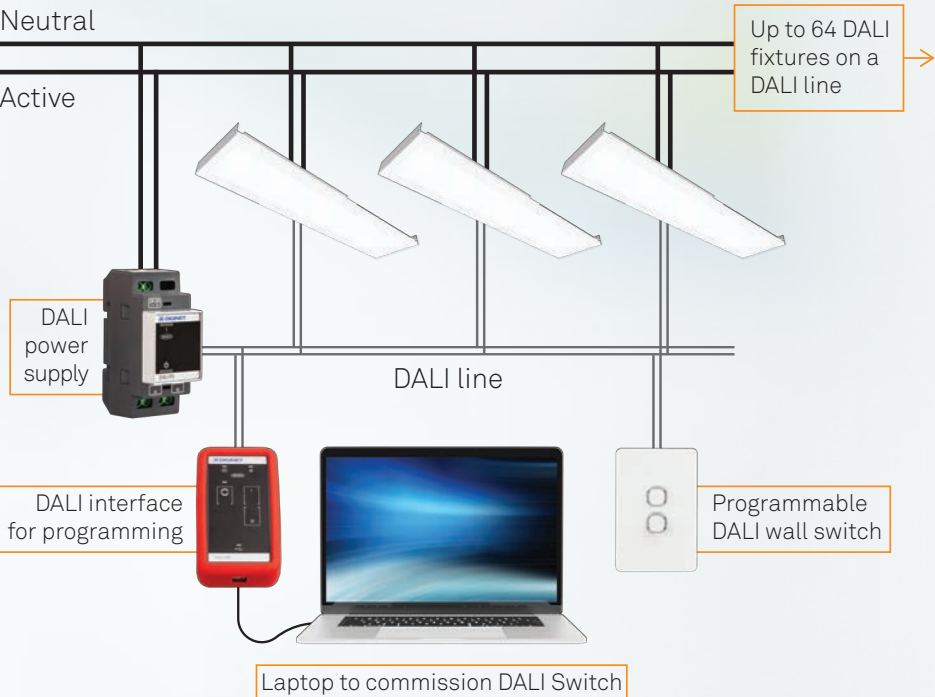 Neutral
Active
Up to 64 DALI
fixtures on a
DALI line
DALI
power
supply
DALI line
DALI interface
for programming
Programmable
DALI wall switch
Laptop to commission DALI Switch